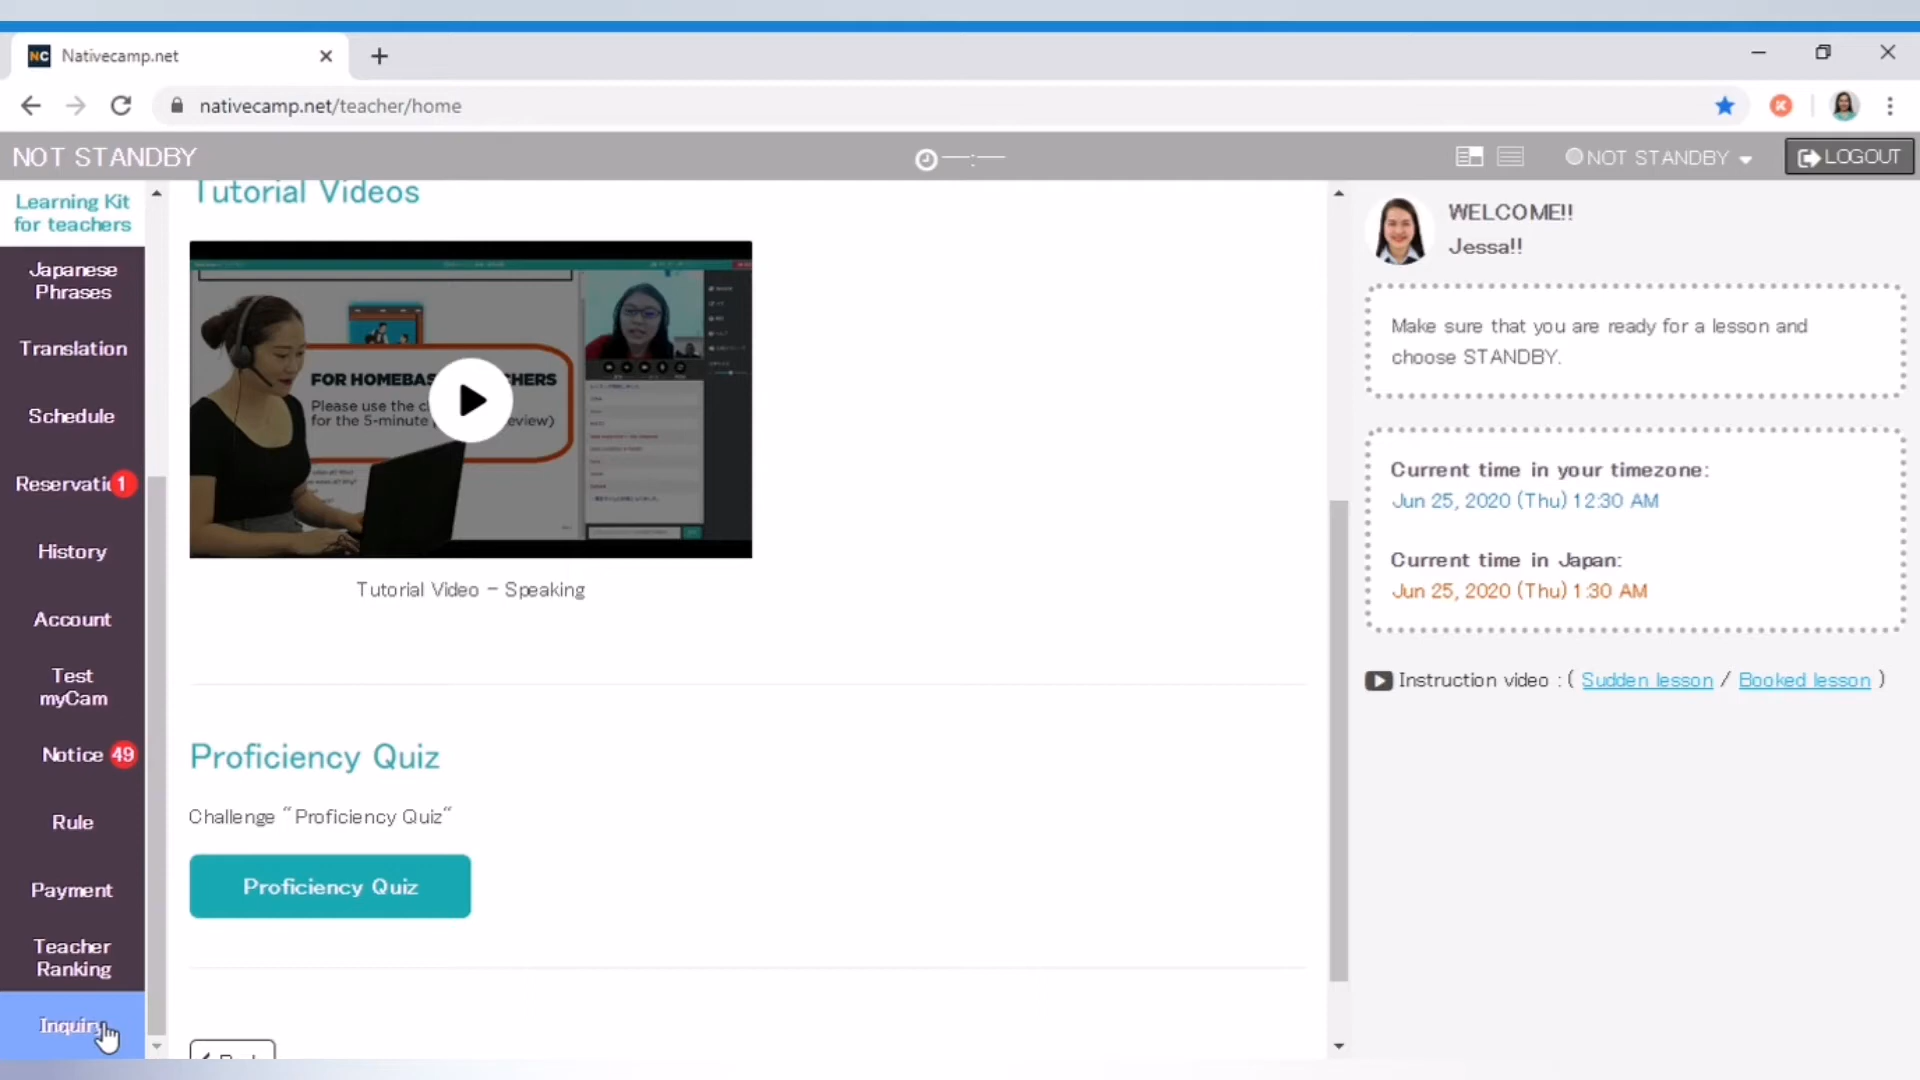 NC Nativecamp.net
nativecamp.net/teacher/home
NOT STANDBY
NOT STANDBY
LOGOUT
Learning Kit
for teachers
Japanese
Phrases
Translation
Schedule
Reservati 1
History
Account
Test
myCam
Notice 49
Rule
Payment
Teacher
Ranking
Inquiry
Tutorial Videos
FOR HOMEBAS HERS
Please use the c
for the 5-minute eview)
Tutorial Video - Speaking
Proficiency Quiz
Challenge "Proficiency Quiz"
Proficiency Quiz
WELCOME!!
Jessa!!
Make sure that you are ready for a lesson and
choose STANDBY.
Current time in your timezone:
Jun 25, 2020 (Thu) 12:30 AM
Current time in Japan:
Jun 25, 2020 (Thu) 1:30 AM
Instruction video : ( Sudden lesson / Booked lesson )